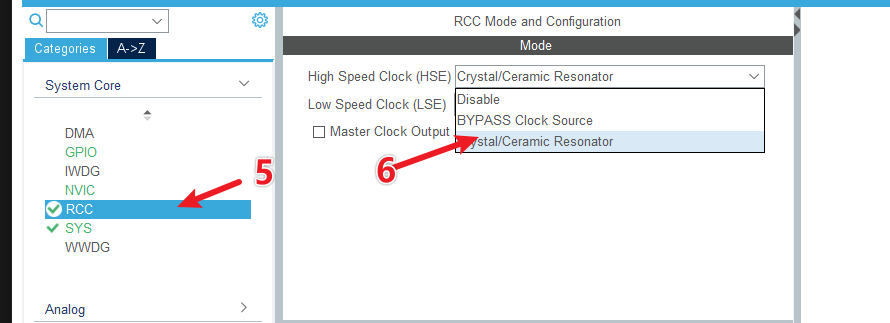 RCC Mode and Configuration
Categories A->Z
Mode
System Core
High Speed Clock (HSE) Crystal/Ceramic Resonator
Disable
Low Speed Clock (LSE)
BYPASS Clock Source
Master Clock Output
Crystal/Ceramic Resonator
DMA
GPIO
IWDG
NVIC
RCC
SYS
WWDG
5
6
Analog